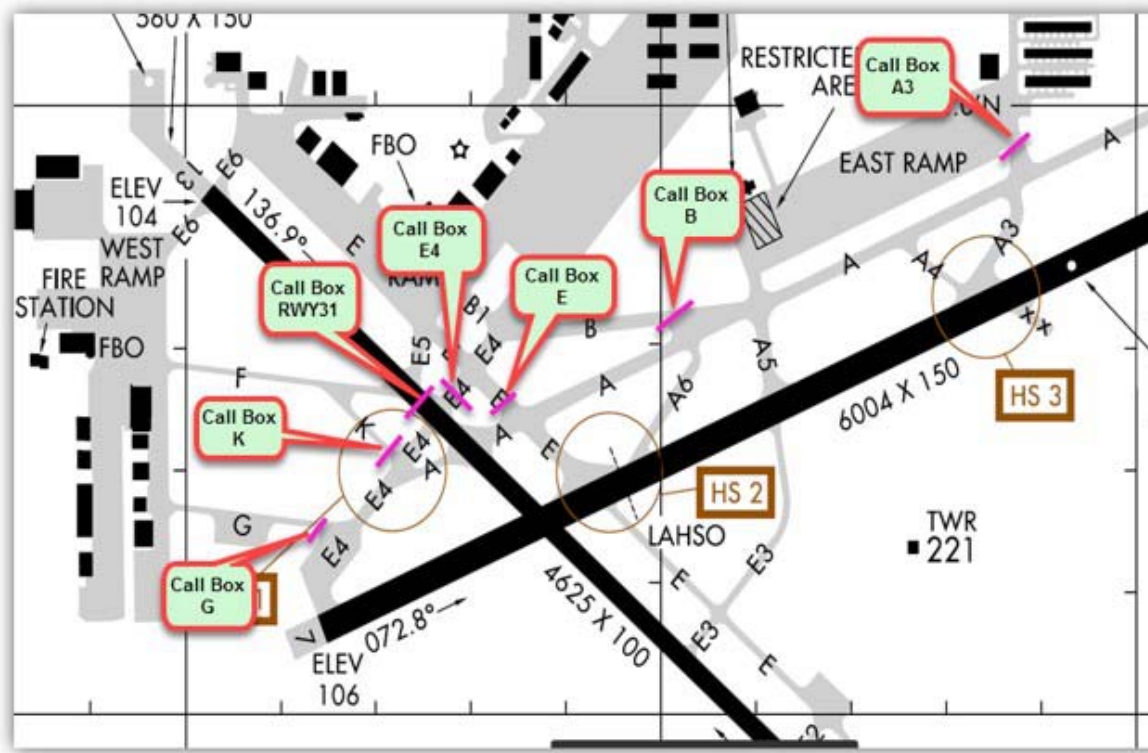 560 X 150
RESTRICTE
ARE
Call Box
A3
EAST RAMP
A
FBO
13
E6
ELEV
104
E6
136.9°
WEST
RAMP
FIRE
STATION
FBO
E
Call Box
E4
Call Box
B
Call Box
RWY31
Call Box
E
B1
B
E4
E5
E4
E
A
A4
A3
X X
A5
A6
A
6004 X 150
HS 3
F
Call Box
K
K
E4
A
A
E
E4
HS 2
LAHSO
TWR
221
G
E4
Call Box
G
1
7
072.8°
ELEV
106
4625 X 100
E
E3
E3
E